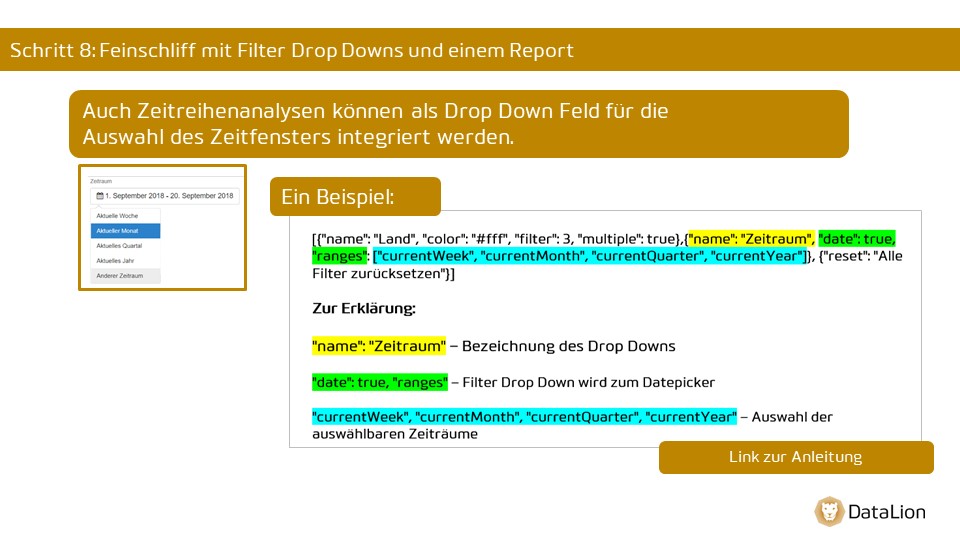 Schritt 8: Feinschliff mit Filter Drop Downs und einem Report
Auch Zeitreihenanalysen können als Drop Down Feld für die
Auswahl des Zeitfensters integriert werden.
Zeitraum
1. September 2018 - 20. September 2018
Aktuelle Woche
Aktueller Monat
Aktuelles Quartal
Aktuelles Jahr
Anderer Zeitraum
Ein Beispiel:
[{"name": "Land", "color": "#fff", "filter": 3, "multiple": true},{"name": "Zeitraum", "date": true,
"ranges": ["currentWeek", "currentMonth", "currentQuarter", "currentYear"]}, {"reset": "Alle
Filter zurücksetzen"}]
Zur Erklärung:
"name": "Zeitraum" – Bezeichnung des Drop Downs
"date": true, "ranges" – Filter Drop Down wird zum Datepicker
"currentWeek", "currentMonth", "currentQuarter", "currentYear" – Auswahl der
auswählbaren Zeiträume
Link zur Anleitung
DataLion